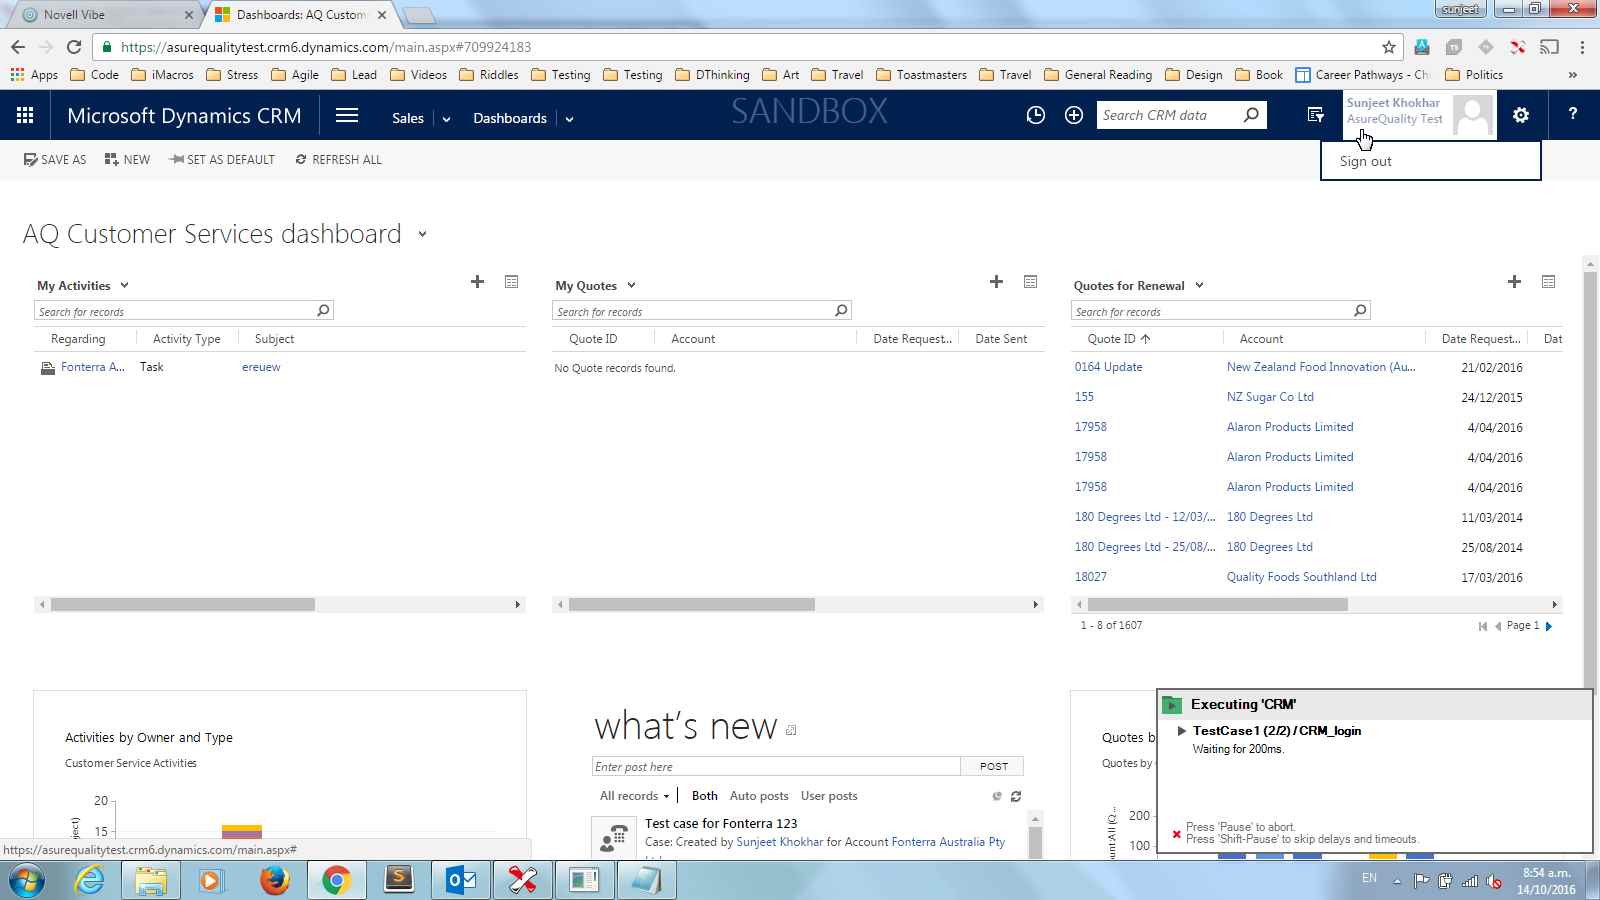 Novell Vibe
Dashboards: AQ Custom
sunjeet
https://asurequalitytest.crm6.dynamics.com/main.aspx#709924183
Apps Code iMacros Stress Agile Lead Videos Riddles Testing Testing DThinking Art Travel Toastmasters Travel General Reading Design Book Career Pathways - Ch Politics »
Microsoft Dynamics CRM Sales Dashboards SANDBOX Search CRM data
Sunjeet Khokhar
AsureQuality Test
?
SAVE AS NEW SET AS DEFAULT REFRESH ALL
Sign out
AQ Customer Services dashboard
My Activities
Search for records
Regarding Activity Type Subject
Fonterra A... Task ereuew
My Quotes
Search for records
Quote ID Account Date Request... Date Sent
No Quote records found.
Quotes for Renewal
Search for records
Quote ID Account Date Request... Dat
0164 Update New Zealand Food Innovation (Au... 21/02/2016
155 NZ Sugar Co Ltd 24/12/2015
17958 Alaron Products Limited 4/04/2016
17958 Alaron Products Limited 4/04/2016
17958 Alaron Products Limited 4/04/2016
180 Degrees Ltd - 12/03/... 180 Degrees Ltd 11/03/2014
180 Degrees Ltd - 25/08/... 180 Degrees Ltd 25/08/2014
18027 Quality Foods Southland Ltd 17/03/2016
1 - 8 of 1607 Page 1
Activities by Owner and Type
Customer Service Activities
20
15
ject)
what's new
Enter post here POST
All records Both Auto posts User posts
Test case for Fonterra 123
Case: Created by Sunjeet Khokhar for Account Fonterra Australia Pty
Quotes b
Quotes by
200
100
Executing 'CRM'
TestCase1 (2/2) / CRM_login
Waiting for 200ms.
Press 'Pause' to abort.
Press 'Shift-Pause' to skip delays and timeouts.
https://asurequalitytest.crm6.dynamics.com/main.aspx#
EN
8:54 a.m.
14/10/2016